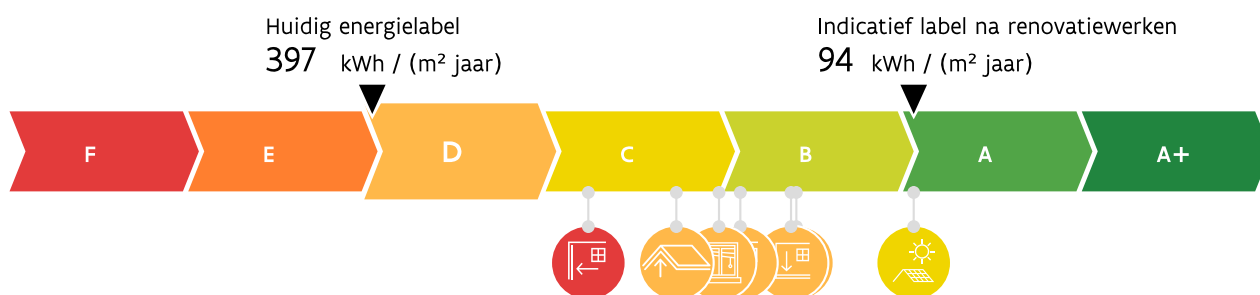 Huidig energielabel
397 kWh / (m² jaar)
Indicatief label na renovatiewerken
94 kWh / (m² jaar)
F E D C B A A+